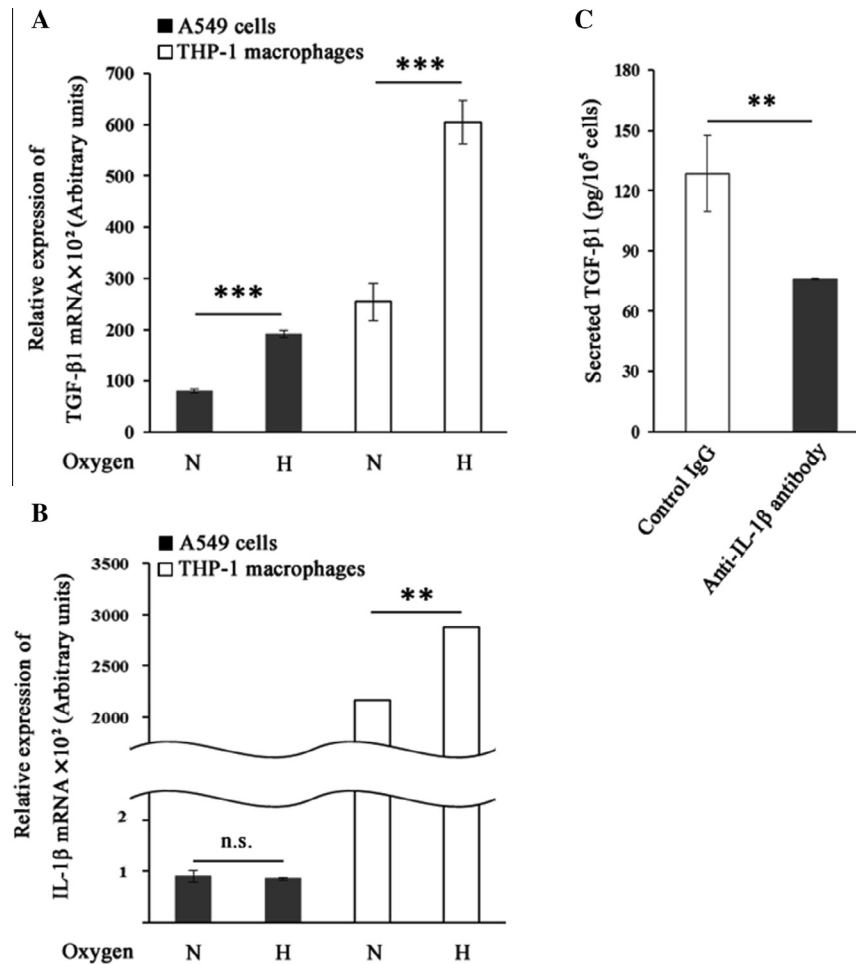 A
■ A549 cells
□ THP-1 macrophages
Relative expression of
TGF-β1 mRNA×10² (Arbitrary units)
700
600
500
400
300
200
100
0
***
***
Oxygen N H N H
B
■ A549 cells
□ THP-1 macrophages
Relative expression of
IL-1β mRNA ×10² (Arbitrary units)
3500
3000
2500
2000
2
1
n.s.
**
Oxygen N H N H
C
Secreted TGF-β1 (pg/10⁵ cells)
180
150
120
90
60
30
0
**
Control IgG
Anti-IL-1β antibody